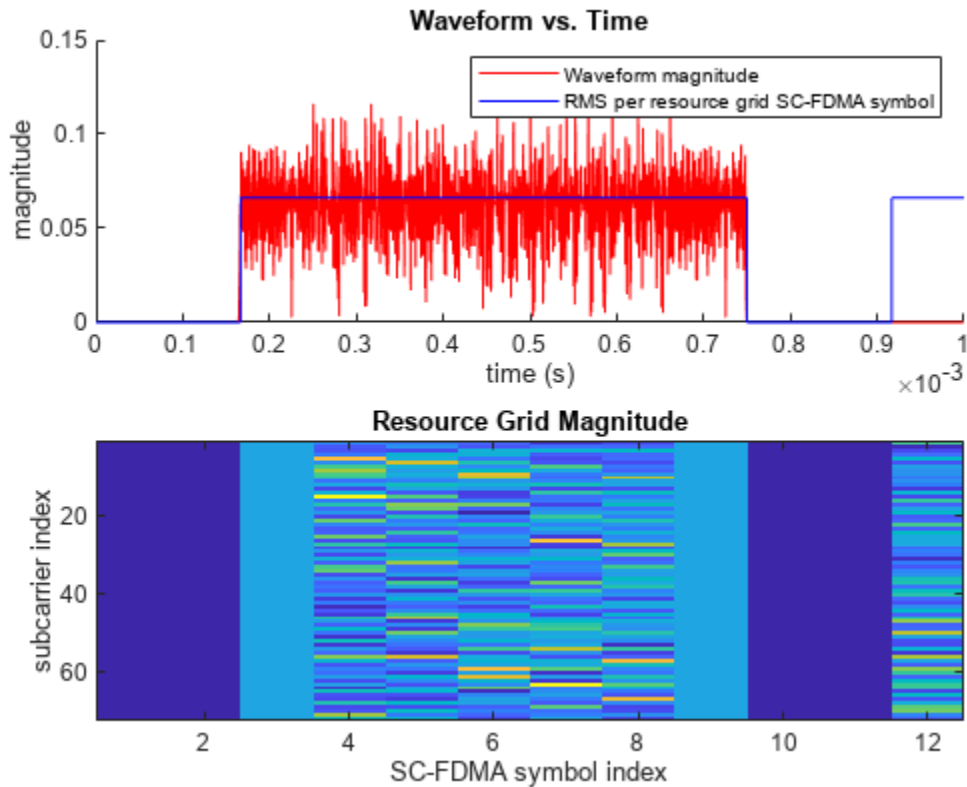 Waveform vs. Time
0.15
0.1
0.05
0
magnitude
Waveform magnitude
RMS per resource grid SC-FDMA symbol
0 0.1 0.2 0.3 0.4 0.5 0.6 0.7 0.8 0.9 1
time (s)
×10⁻³
Resource Grid Magnitude
20
40
60
subcarrier index
2 4 6 8 10 12
SC-FDMA symbol index